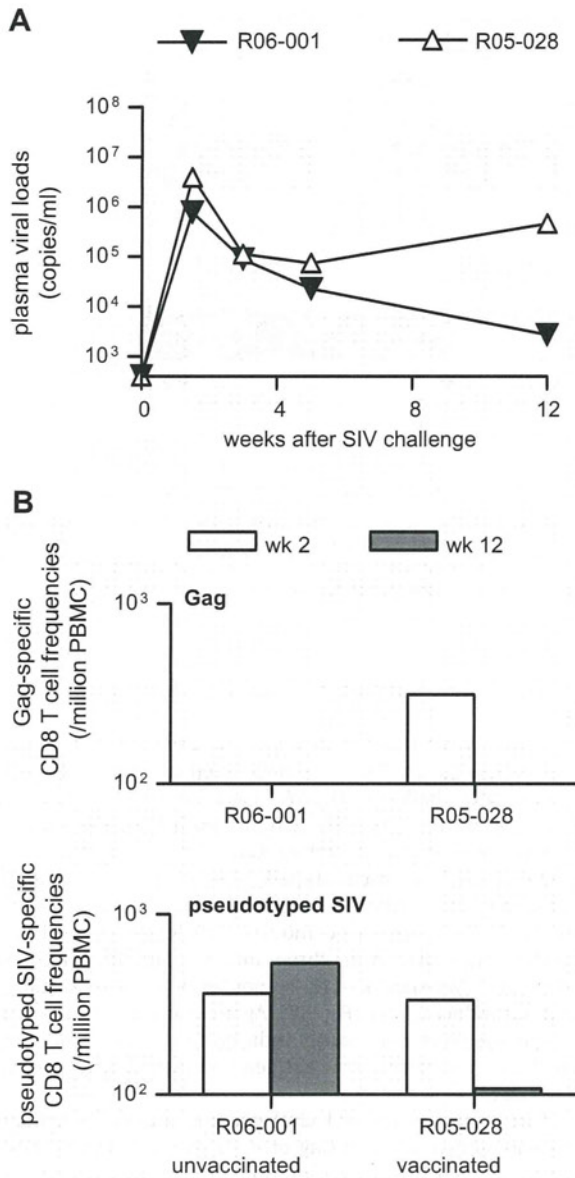 A
R06-001 R05-028
10⁸
10⁷
10⁶
10⁵
10⁴
10³
plasma viral loads
(copies/ml)
0 4 8 12
weeks after SIV challenge
B
wk 2 wk 12
Gag
10³
10²
Gag-specific
CD8 T cell frequencies
(/million PBMC)
R06-001 R05-028
pseudotyped SIV
10³
10²
pseudotyped SIV-specific
CD8 T cell frequencies
(/million PBMC)
R06-001 R05-028
unvaccinated vaccinated